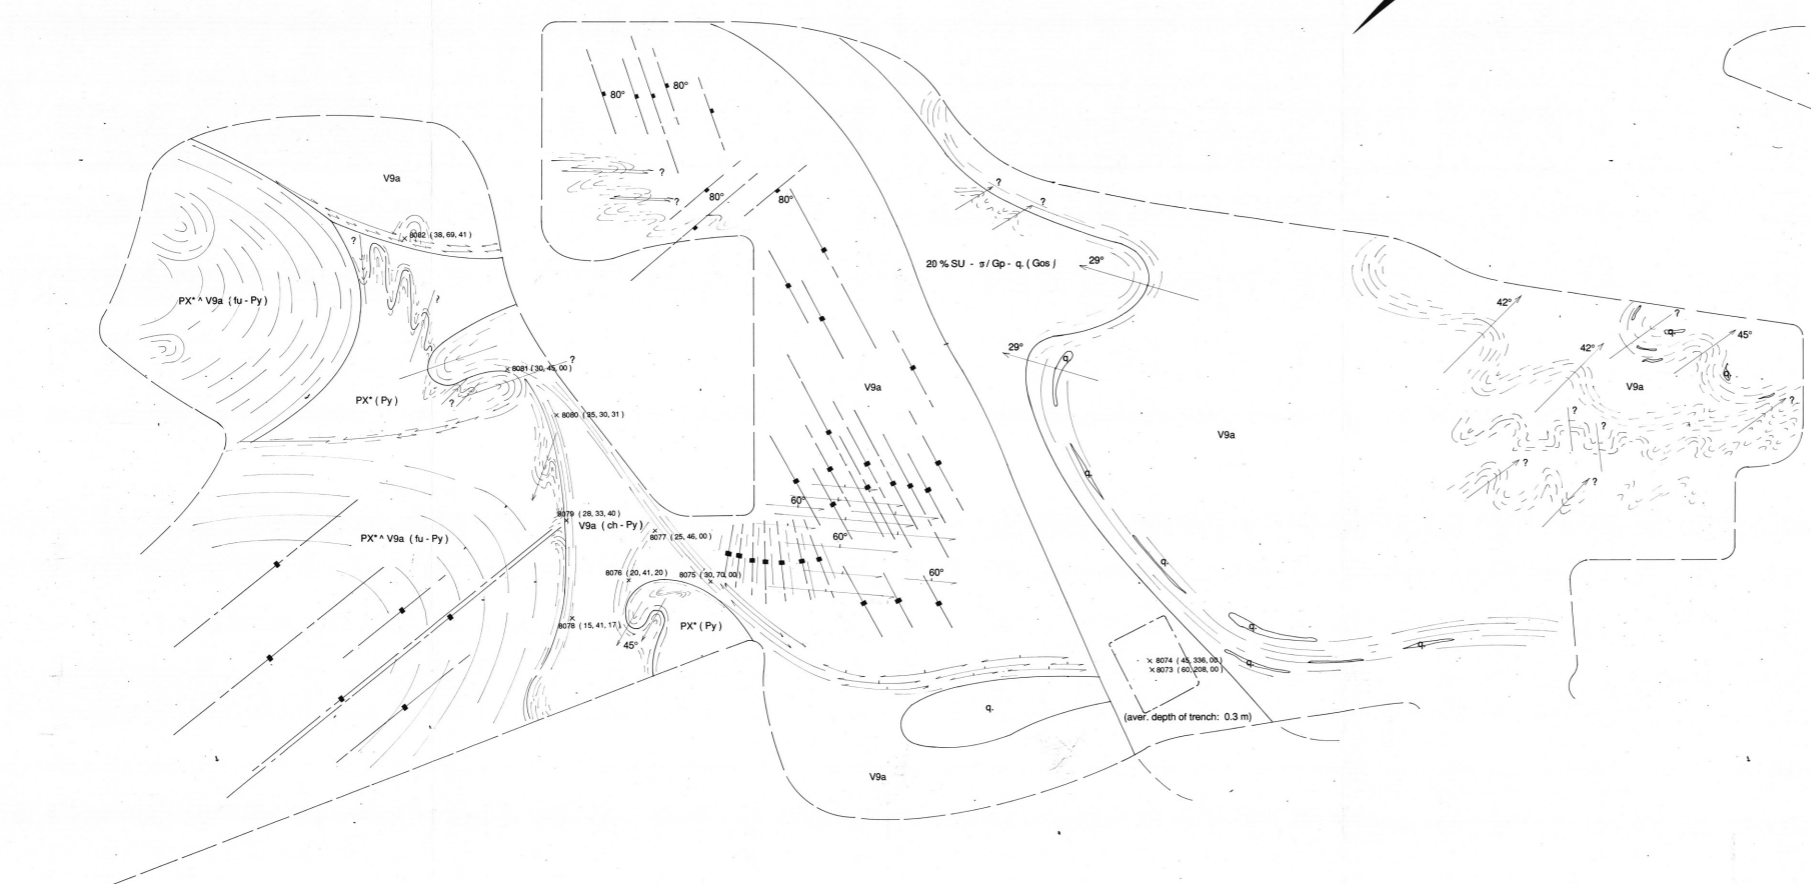 80°
80°
V9a
?
80°
?
?
80°
?
?
8082 ( 38, 69, 41 )
20 % SU - σ / Gp - q. ( Gos )
29°
PX* ^ V9a ( fu - Py )
?
42°
?
q.
45°
29°
q.
42°
?
8081 ( 30, 45, 00 )
q.
V9a
V9a
PX* ( Py )
?
8080 ( 35, 30, 31 )
?
?
?
V9a
?
q.
?
60°
8079 ( 28, 33, 40 )
V9a ( ch - Py )
8077 ( 25, 46, 00 )
60°
PX* ^ V9a ( fu - Py )
q.
8076 ( 20, 41, 20 )
8075 ( 30, 70, 00 )
60°
8078 ( 15, 41, 17 )
PX* ( Py )
q.
45°
q.
8074 ( 45, 336, 00 )
q.
8073 ( 60, 208, 00 )
q.
(aver. depth of trench: 0.3 m)
V9a